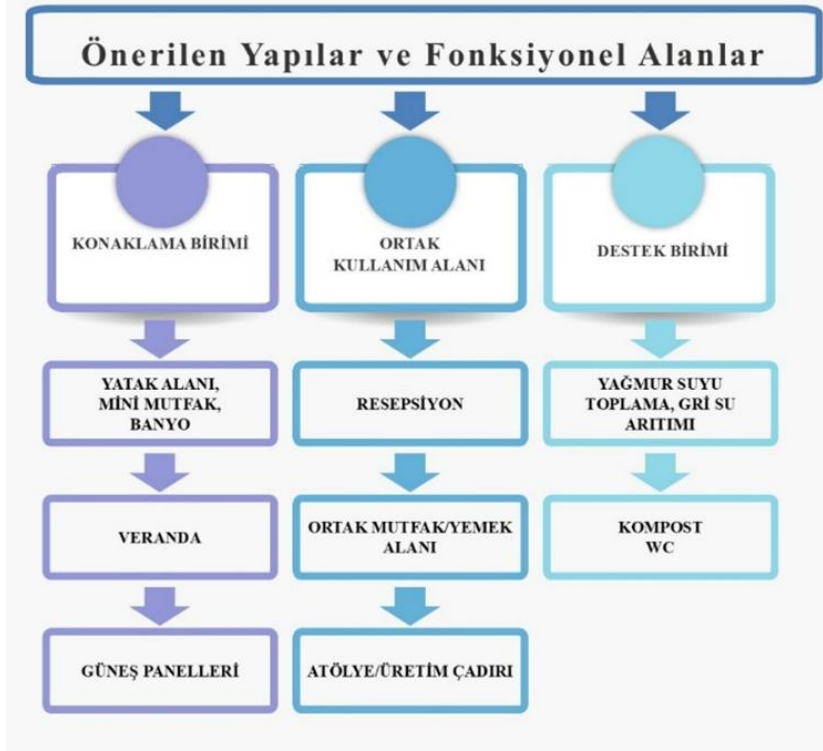 Önerilen Yapılar ve Fonksiyonel Alanlar
KONAKLAMA BİRİMİ
ORTAK
KULLANIM ALANI
DESTEK BİRİMİ
YATAK ALANI,
MİNİ MUTFAK,
BANYO
RESEPSİYON
YAĞMUR SUYU
TOPLAMA, GRİ SU
ARITIMI
VERANDA
ORTAK MUTFAK/YEMEK
ALANI
KOMPOST
WC
GÜNEŞ PANELLERİ
ATÖLYE/ÜRETİM ÇADIRI